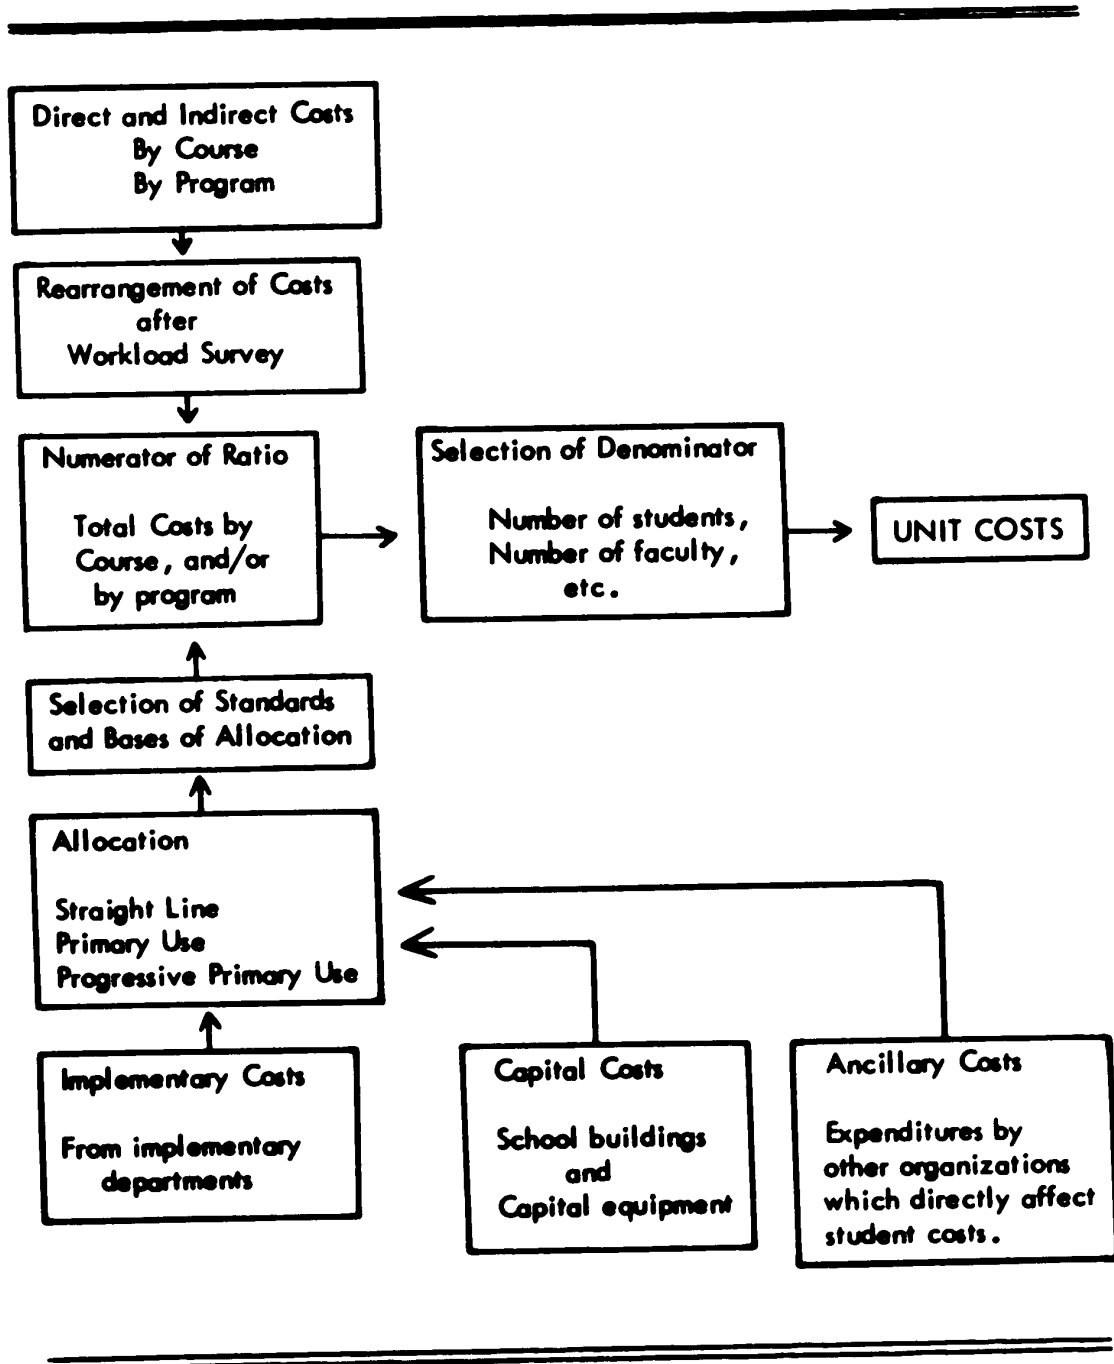 Direct and Indirect Costs
By Course
By Program
Rearrangement of Costs
after
Workload Survey
Numerator of Ratio
Total Costs by
Course, and/or
by program
Selection of Denominator
Number of students,
Number of faculty,
etc.
UNIT COSTS
Selection of Standards
and Bases of Allocation
Allocation
Straight Line
Primary Use
Progressive Primary Use
Implementary Costs
From implementary
departments
Capital Costs
School buildings
and
Capital equipment
Ancillary Costs
Expenditures by
other organizations
which directly affect
student costs.